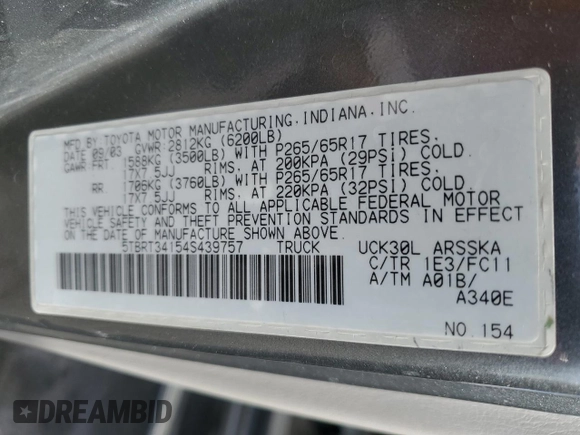 MFD BY TOYOTA MOTOR MANUFACTURING.INDIANA.INC.
DATE 09/03 GVWR:2812KG (6200LB)
GAWR:FRT. 1588KG (3500LB) WITH P265/65R17 TIRES.
17X7.5JJ RIMS. AT 200KPA (29PSI) COLD.
RR 1706KG (3760LB) WITH P265/65R17 TIRES.
17X7.5JJ RIMS. AT 220KPA (32PSI) COLD.
THIS VEHICLE CONFORMS TO ALL APPLICABLE FEDERAL MOTOR
VEHICLE SAFETY AND THEFT PREVENTION STANDARDS IN EFFECT
ON THE DATE OF MANUFACTURE SHOWN ABOVE.
5TBRT34154S439757 TRUCK UCK30L ARSSKA
C/TR 1E3/FC11
A/TM A01B/
A340E
NO 154
DREAMBID